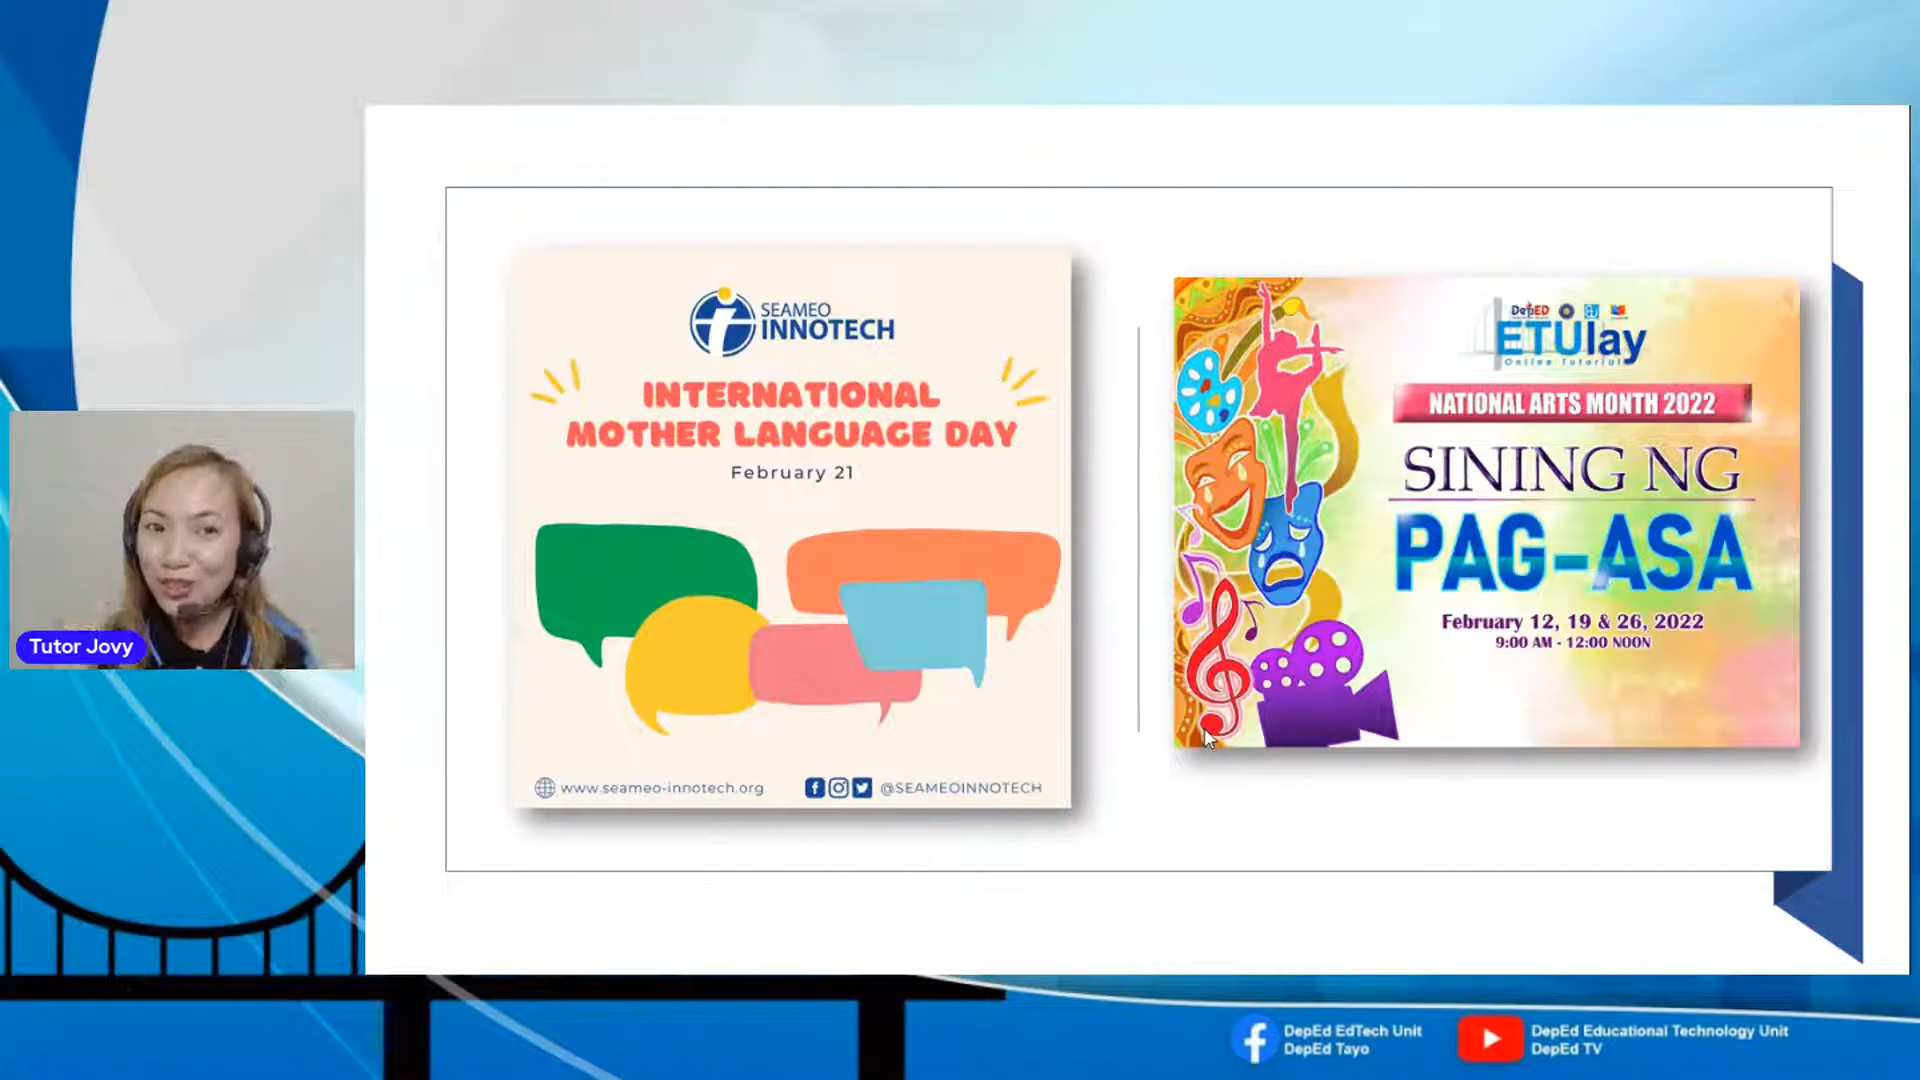 Tutor Jovy
SEAMEO
INNOTECH
INTERNATIONAL
MOTHER LANGUAGE DAY
February 21
www.seameo-innotech.org
@SEAMEOINNOTECH
DepED
ETUlay
Online Tutorial
NATIONAL ARTS MONTH 2022
SINING NG
PAG-ASA
February 12, 19 & 26, 2022
9:00 AM - 12:00 NOON
DepEd EdTech Unit
DepEd Tayo
DepEd Educational Technology Unit
DepEd TV